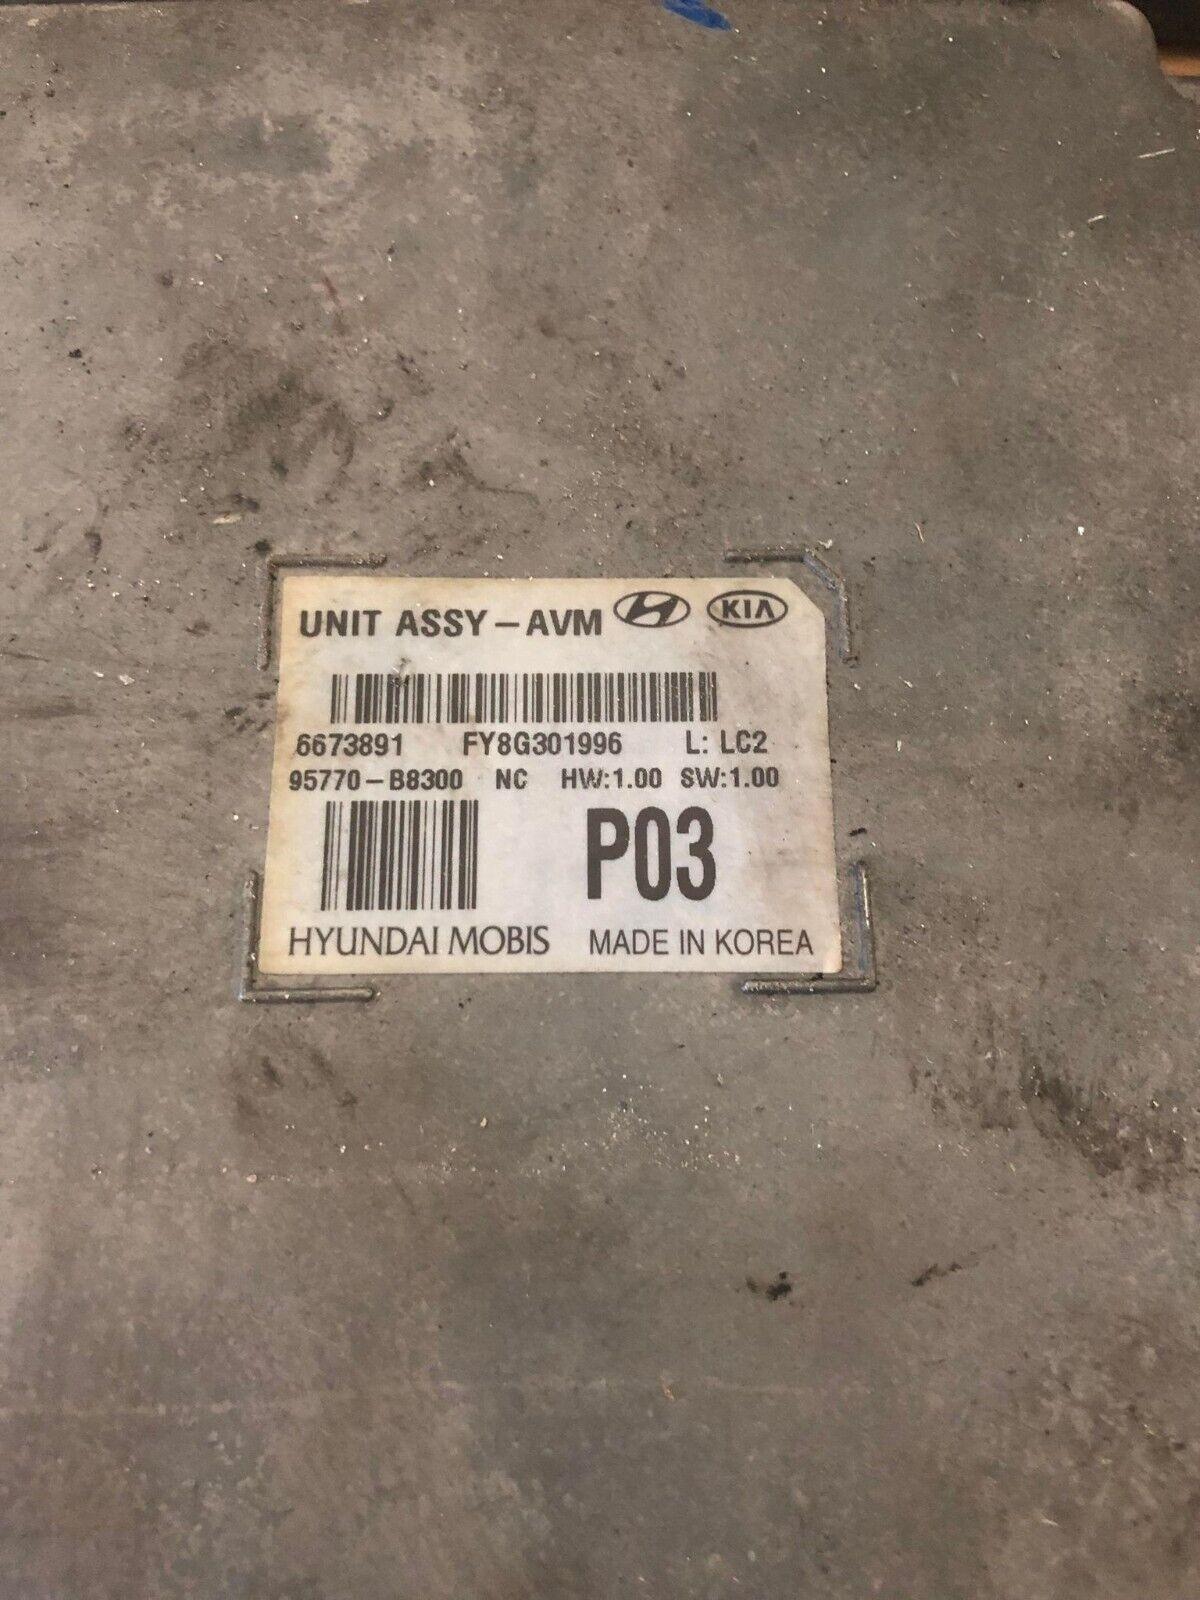 UNIT ASSY-AVM KIA
6673891 FY8G301996 L: LC2
95770-B8300 NC HW:1.00 SW:1.00
P03
HYUNDAI MOBIS MADE IN KOREA